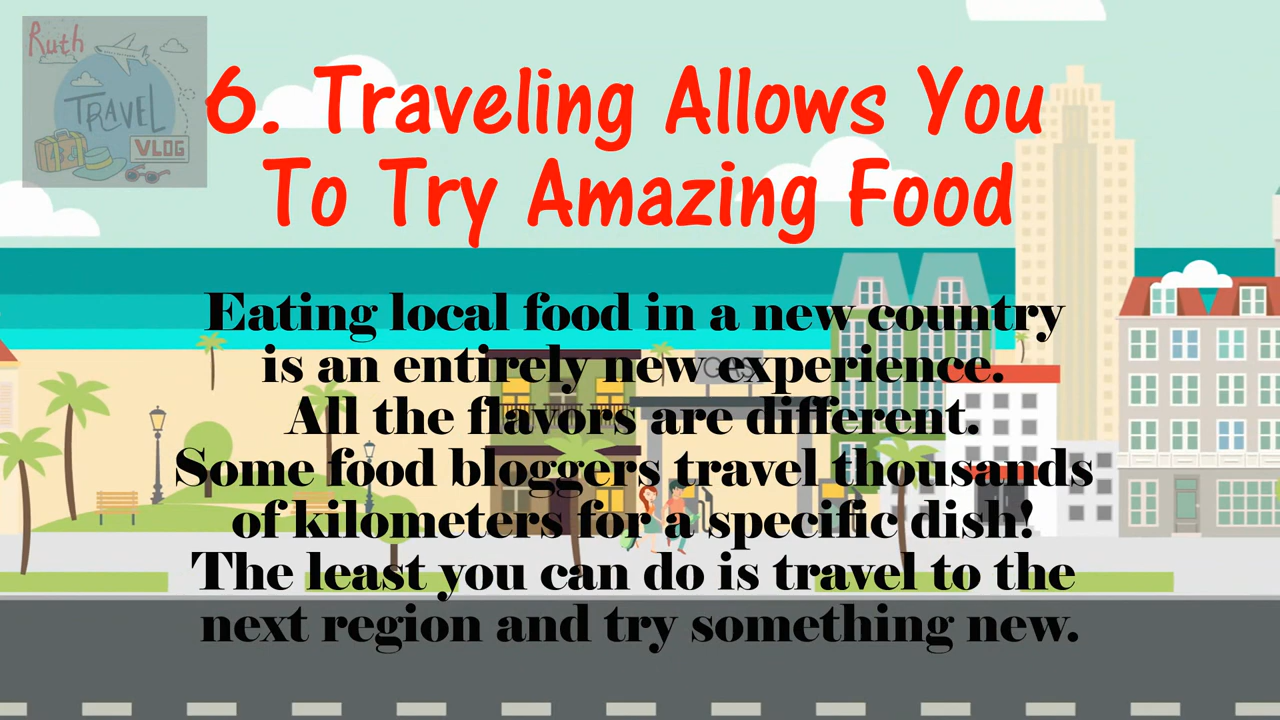 Ruth
TRAVEL
VLOG
6. Traveling Allows You
To Try Amazing Food
Eating local food in a new country
is an entirely new experience.
All the flavors are different.
Some food bloggers travel thousands
of kilometers for a specific dish!
The least you can do is travel to the
next region and try something new.